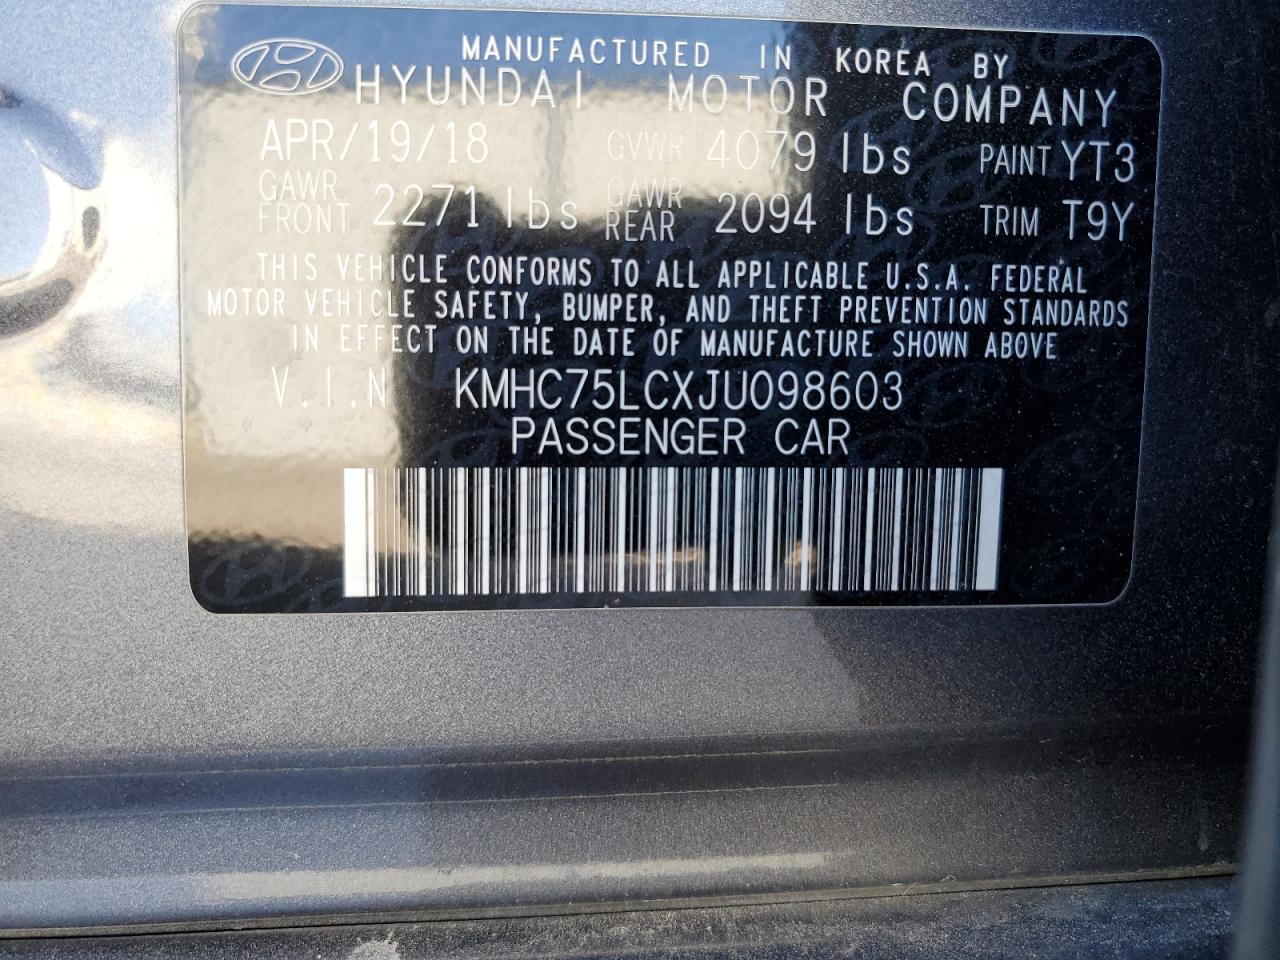 MANUFACTURED IN KOREA BY
HYUNDAI MOTOR COMPANY
APR/19/18 GVWR 4079 lbs PAINT YT3
GAWR FRONT 2271 lbs GAWR REAR 2094 lbs TRIM T9Y
THIS VEHICLE CONFORMS TO ALL APPLICABLE U.S.A. FEDERAL
MOTOR VEHICLE SAFETY, BUMPER, AND THEFT PREVENTION STANDARDS
IN EFFECT ON THE DATE OF MANUFACTURE SHOWN ABOVE
V.I.N KMHC75LCXJU098603
PASSENGER CAR